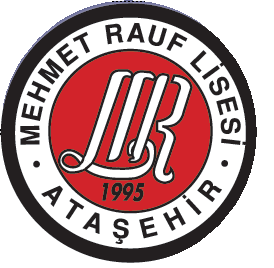 MEHMET RAUF LİSESİ
MRL
1995
ATAŞEHİR